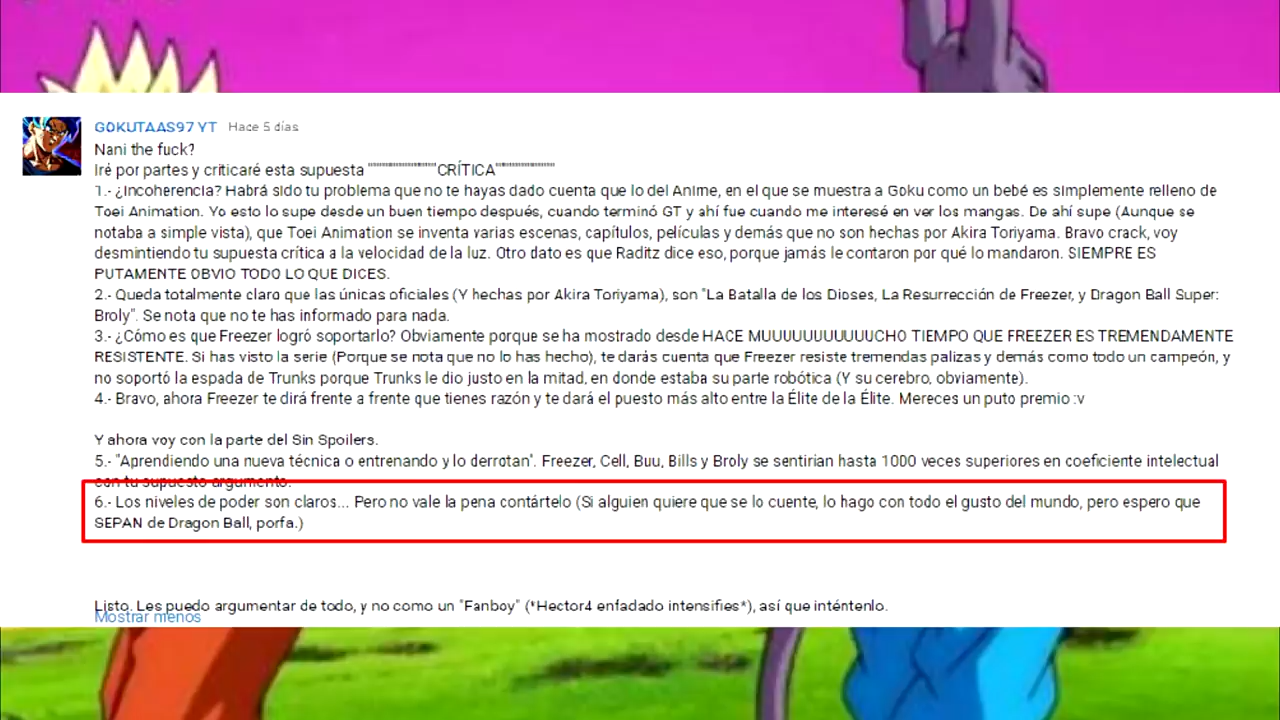 GOKUTAAS97 YT Hace 5 días
Nani the fuck?
Iré por partes y criticaré esta supuesta """"""""""""""""""CRÍTICA""""""""""""""""
1.- ¿Incoherencia? Habrá sido tu problema que no te hayas dado cuenta que lo del Anime, en el que se muestra a Goku como un bebé es simplemente relleno de
Toei Animation. Yo esto lo supe desde un buen tiempo después, cuando terminó GT y ahí fue cuando me interesé en ver los mangas. De ahí supe (Aunque se
notaba a simple vista), que Toei Animation se inventa varias escenas, capítulos, películas y demás que no son hechas por Akira Toriyama. Bravo crack, voy
desmintiendo tu supuesta crítica a la velocidad de la luz. Otro dato es que Raditz dice eso, porque jamás le contaron por qué lo mandaron. SIEMPRE ES
PUTAMENTE OBVIO TODO LO QUE DICES.
2.- Queda totalmente claro que las únicas oficiales (Y hechas por Akira Toriyama), son "La Batalla de los Dioses, La Resurrección de Freezer, y Dragon Ball Super:
Broly". Se nota que no te has informado para nada.
3.- ¿Cómo es que Freezer logró soportarlo? Obviamente porque se ha mostrado desde HACE MUUUUUUUUUUUCHO TIEMPO QUE FREEZER ES TREMENDAMENTE
RESISTENTE. Si has visto la serie (Porque se nota que no lo has hecho), te darás cuenta que Freezer resiste tremendas palizas y demás como todo un campeón, y
no soportó la espada de Trunks porque Trunks le dio justo en la mitad, en donde estaba su parte robótica (Y su cerebro, obviamente).
4.- Bravo, ahora Freezer te dirá frente a frente que tienes razón y te dará el puesto más alto entre la Élite de la Élite. Mereces un puto premio :v
Y ahora voy con la parte del Sin Spoilers.
5.- "Aprendiendo una nueva técnica o entrenando y lo derrotan". Freezer, Cell, Buu, Bills y Broly se sentirian hasta 1000 veces superiores en coeficiente intelectual
con tu supuesto argumento.
6.- Los niveles de poder son claros... Pero no vale la pena contártelo (Si alguien quiere que se lo cuente, lo hago con todo el gusto del mundo, pero espero que
SEPAN de Dragon Ball, porfa.)
Listo. Les puedo argumentar de todo, y no como un "Fanboy" (*Hector4 enfadado intensifies*), así que inténtenlo.
Mostrar menos